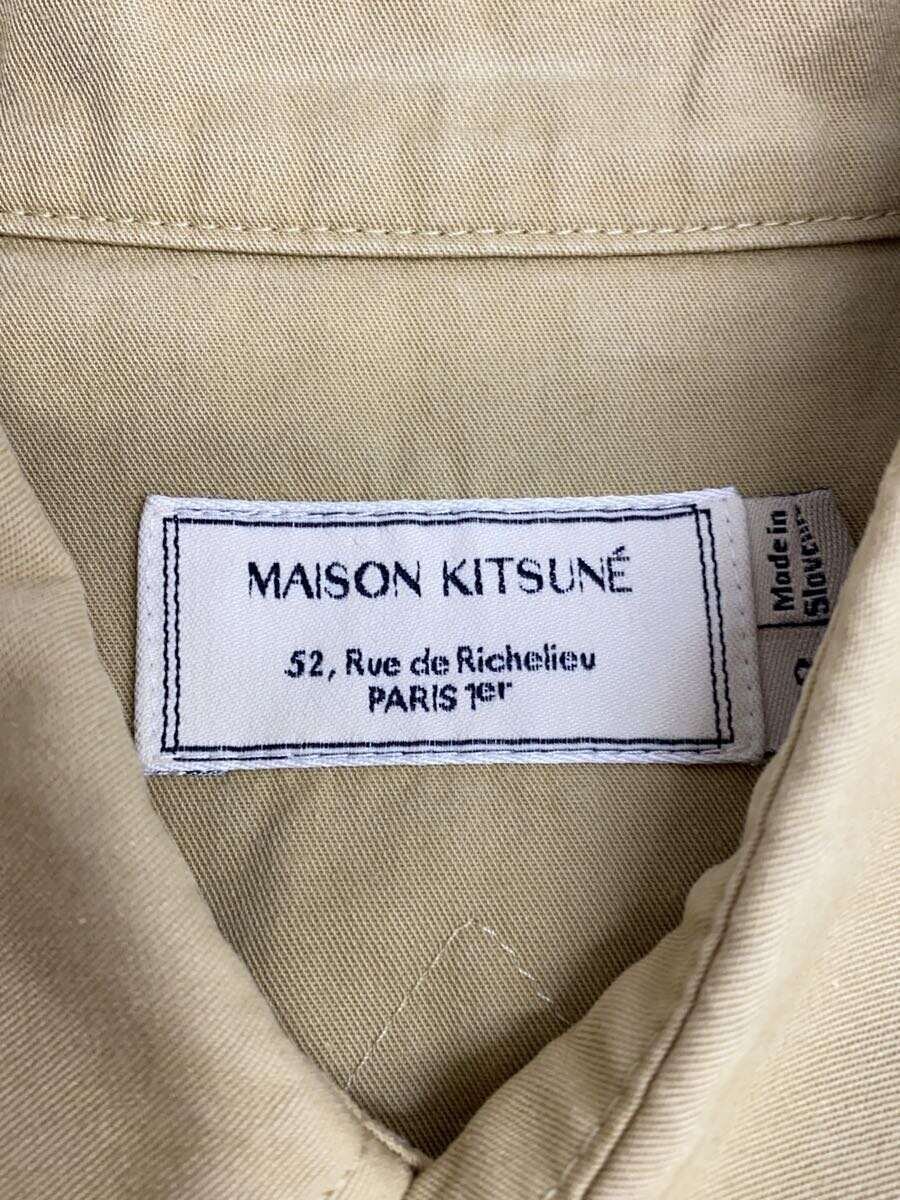 MAISON KITSUNÉ
52, Rue de Richelieu
PARIS 1er
Made in